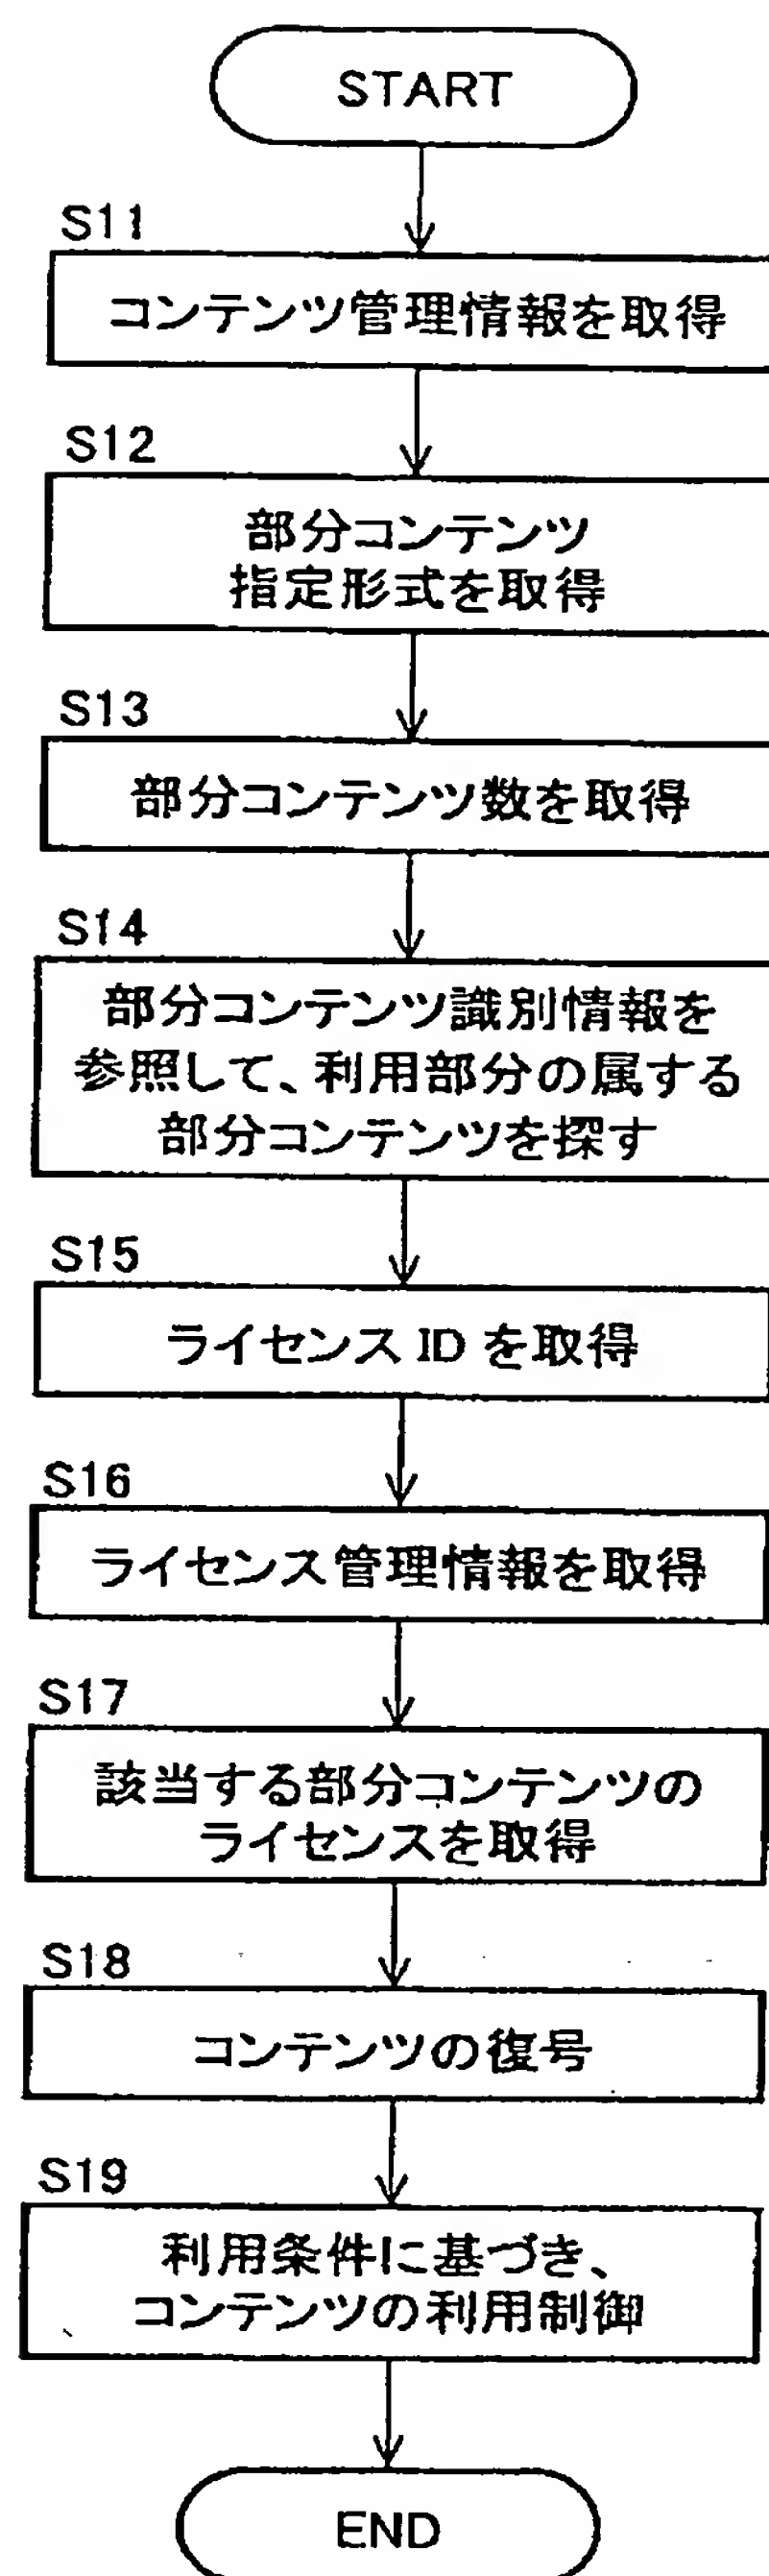 START
S11
コンテンツ管理情報を取得
S12
部分コンテンツ
指定形式を取得
S13
部分コンテンツ数を取得
S14
部分コンテンツ識別情報を
参照して、利用部分の属する
部分コンテンツを探す
S15
ライセンス ID を取得
S16
ライセンス管理情報を取得
S17
該当する部分コンテンツの
ライセンスを取得
S18
コンテンツの復号
S19
利用条件に基づき、
コンテンツの利用制御
END